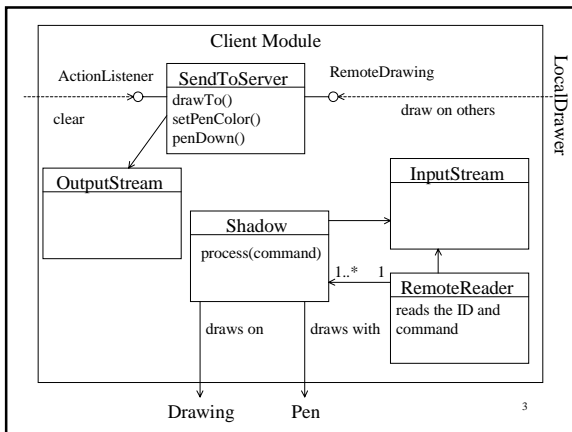 Client Module
ActionListener
SendToServer
RemoteDrawing
drawTo()
setPenColor()
penDown()
clear
draw on others
LocalDrawer
OutputStream
InputStream
Shadow
process(command)
1..*
1
RemoteReader
reads the ID and
command
draws on
draws with
Drawing
Pen
3